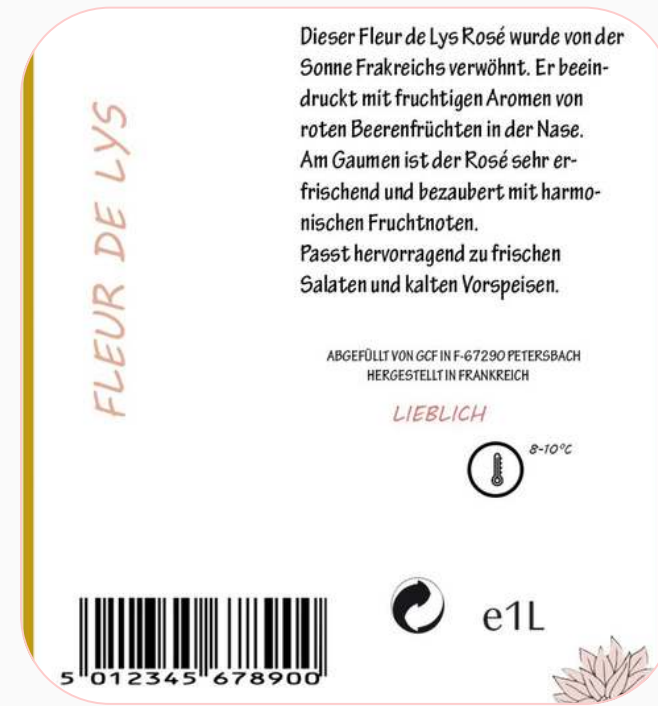 FLEUR DE LYS
Dieser Fleur de Lys Rosé wurde von der
Sonne Frakreichs verwöhnt. Er beein-
druckt mit fruchtigen Aromen von
roten Beerenfrüchten in der Nase.
Am Gaumen ist der Rosé sehr er-
frischend und bezaubert mit harmo-
nischen Fruchtnoten.
Passt hervorragend zu frischen
Salaten und kalten Vorspeisen.
ABGEFÜLLT VON GCF IN F-67290 PETERSBACH
HERGESTELLT IN FRANKREICH
LIEBLICH
8-10°C
e1L
5 012345 678900